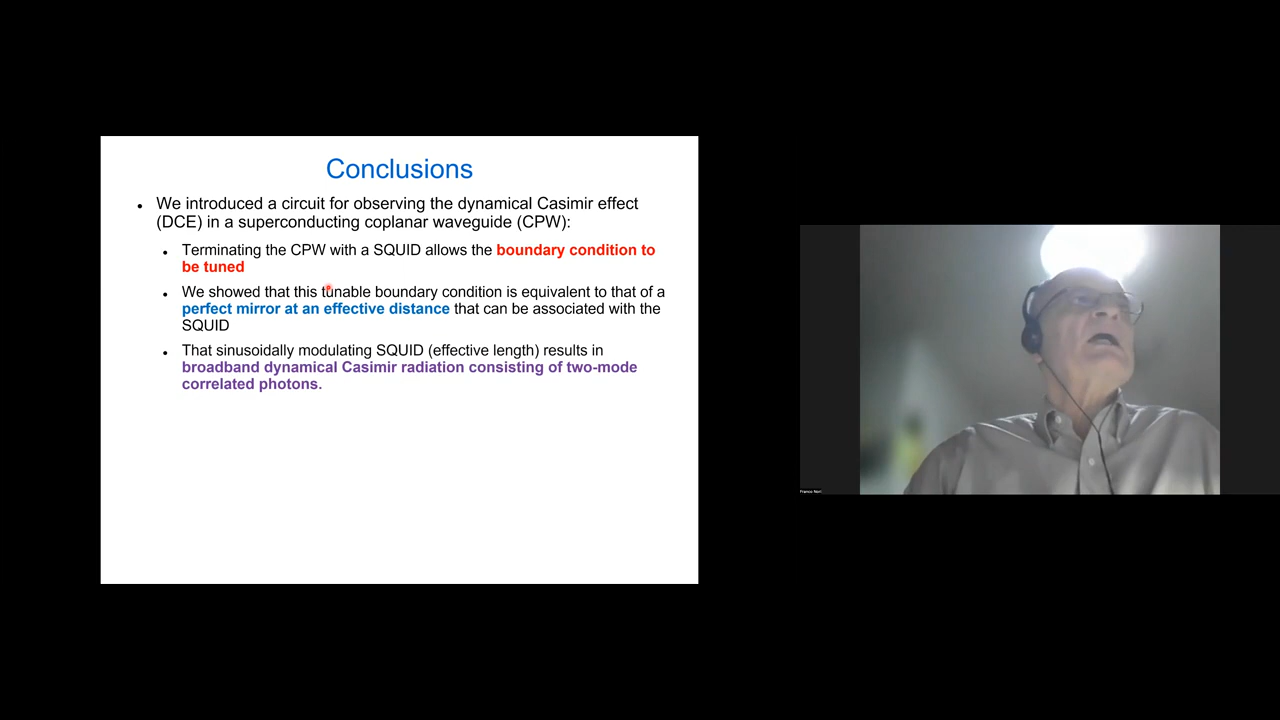 Conclusions
• We introduced a circuit for observing the dynamical Casimir effect
(DCE) in a superconducting coplanar waveguide (CPW):
• Terminating the CPW with a SQUID allows the boundary condition to
be tuned
• We showed that this tunable boundary condition is equivalent to that of a
perfect mirror at an effective distance that can be associated with the
SQUID
• That sinusoidally modulating SQUID (effective length) results in
broadband dynamical Casimir radiation consisting of two-mode
correlated photons.
Franco Nori